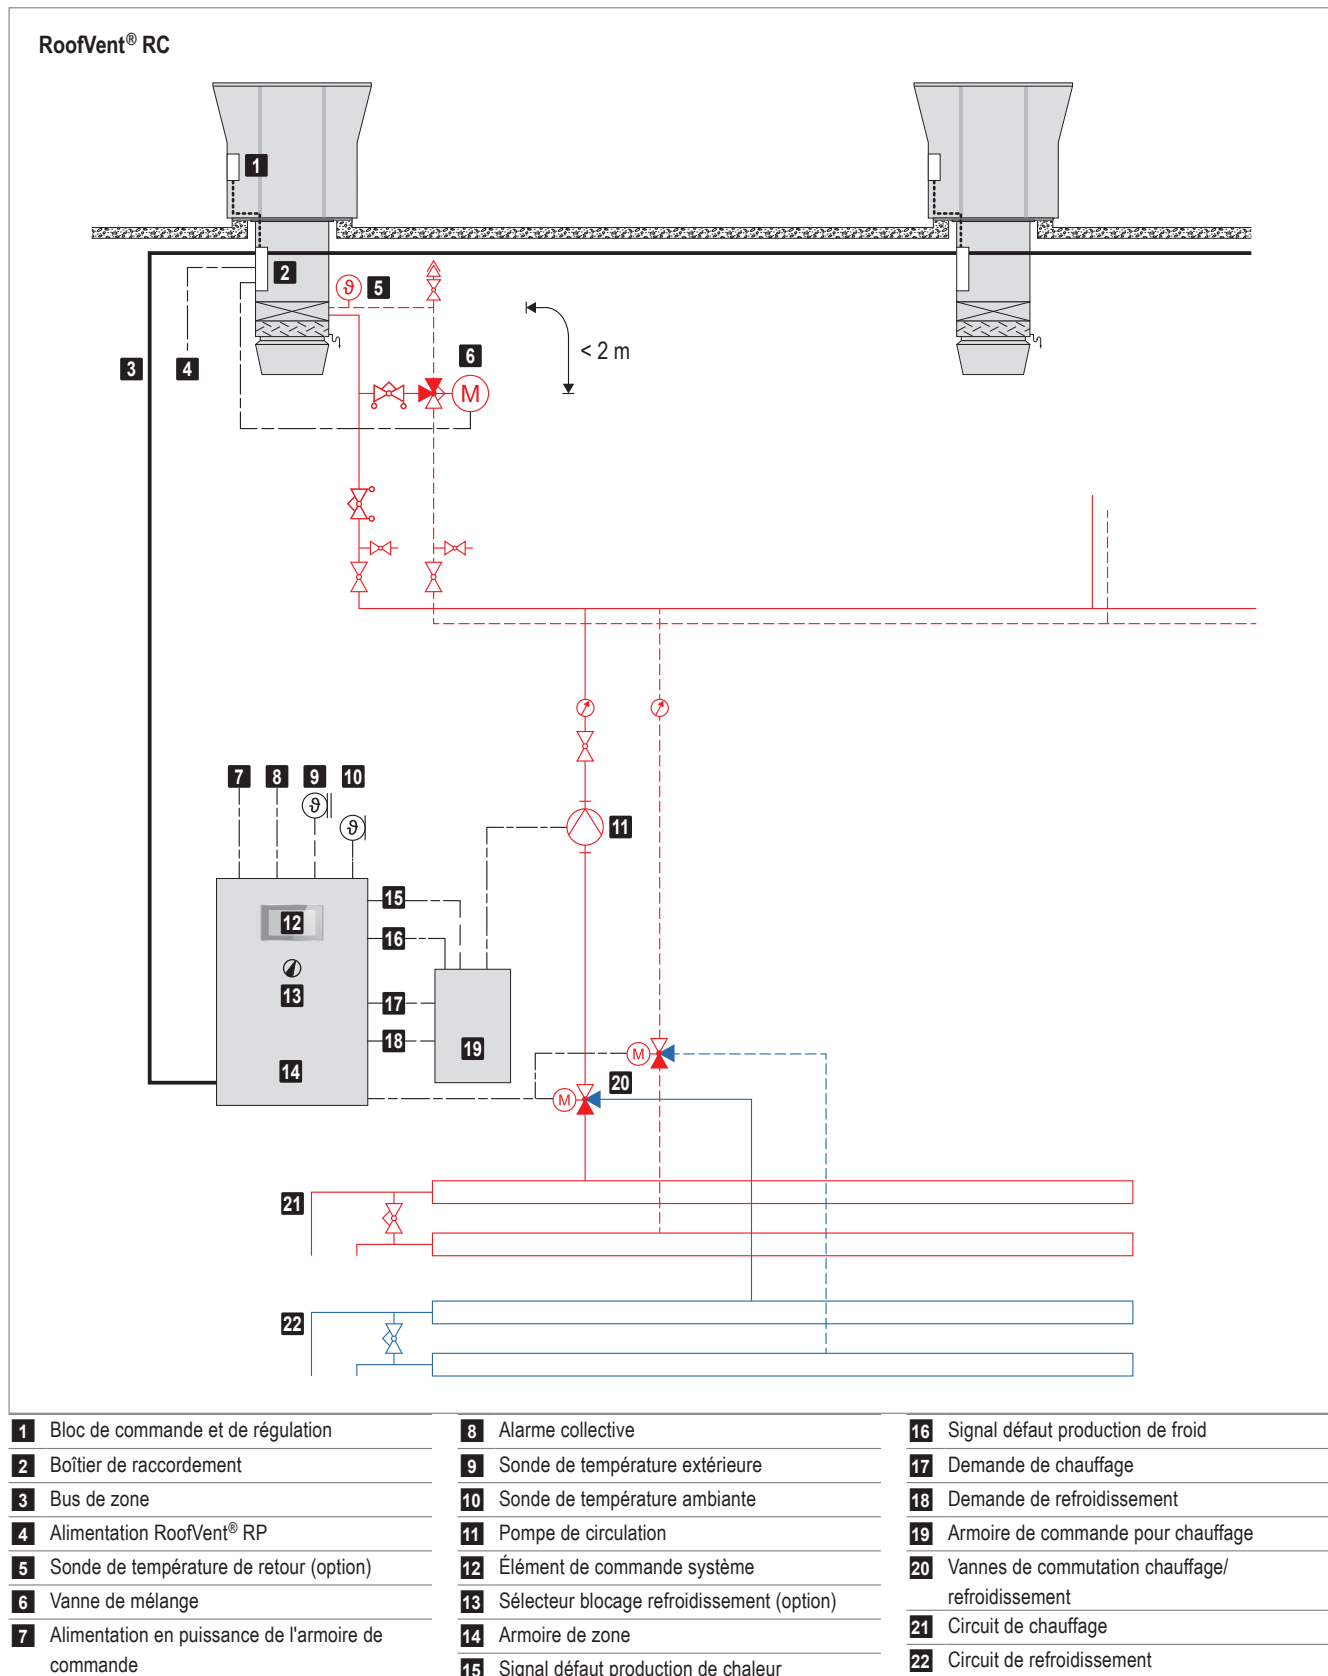 RoofVent® RC
1
2
3
4
5
6
< 2 m
M
7
8
9
10
11
12
13
14
15
16
17
18
19
20
M
M
21
22
1 Bloc de commande et de régulation
2 Boîtier de raccordement
3 Bus de zone
4 Alimentation RoofVent® RP
5 Sonde de température de retour (option)
6 Vanne de mélange
7 Alimentation en puissance de l'armoire de
commande
8 Alarme collective
9 Sonde de température extérieure
10 Sonde de température ambiante
11 Pompe de circulation
12 Élément de commande système
13 Sélecteur blocage refroidissement (option)
14 Armoire de zone
15 Signal défaut production de chaleur
16 Signal défaut production de froid
17 Demande de chauffage
18 Demande de refroidissement
19 Armoire de commande pour chauffage
20 Vannes de commutation chauffage/
refroidissement
21 Circuit de chauffage
22 Circuit de refroidissement